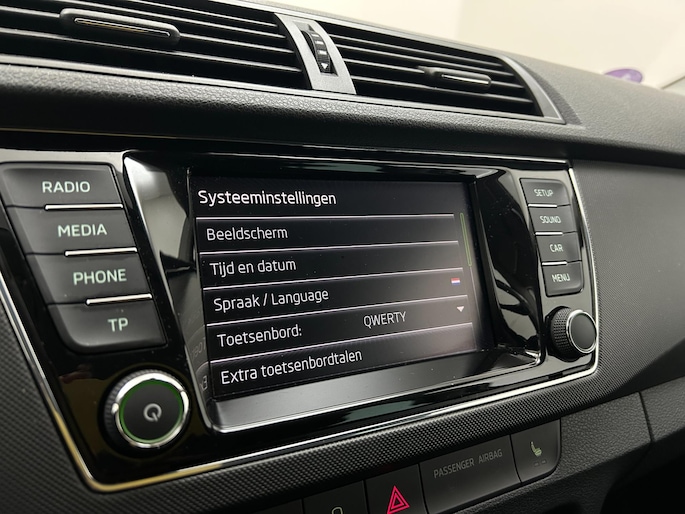 RADIO
MEDIA
PHONE
TP
Systeeminstellingen
Beeldscherm
Tijd en datum
Spraak / Language
Toetsenbord: QWERTY
Extra toetsenbordtalen
SETUP
SOUND
CAR
MENU
PASSENGER AIRBAG